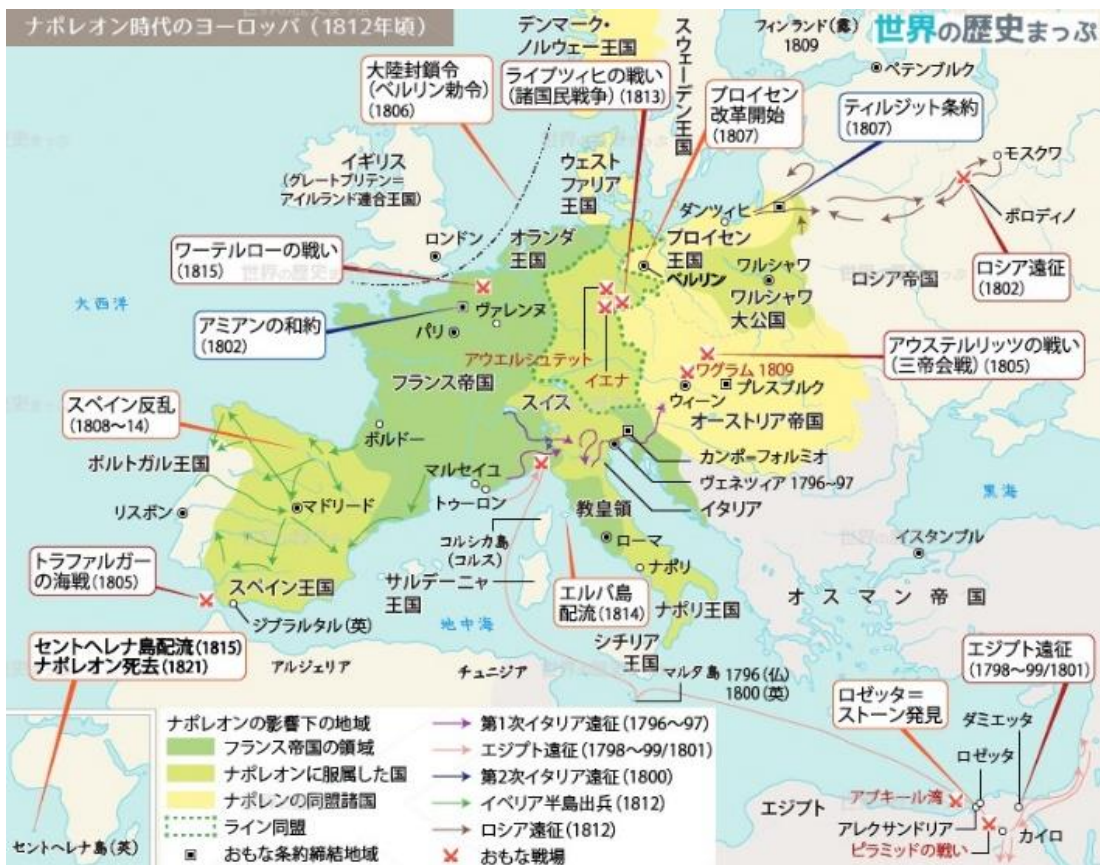 ナポレオン時代のヨーロッパ（1812年頃）
世界の歴史まっぷ
デンマーク・
ノルウェー王国
スウェーデン王国
フィンランド(露)
1809
ペテンブルク
大陸封鎖令
(ベルリン勅令)
(1806)
ライプツィヒの戦い
(諸国民戦争) (1813)
プロイセン
改革開始
(1807)
ティルジット条約
(1807)
モスクワ
イギリス
(グレートブリテン＝
アイルランド連合王国)
ウェスト
ファリア
王国
ダンツィヒ
ボロディノ
ロンドン
オランダ
王国
プロイセン
王国
ベルリン
ワルシャワ
ワルシャワ
大公国
ロシア帝国
ロシア遠征
(1802)
ワーテルローの戦い
(1815)
大西洋
アミアンの和約
(1802)
ヴァレンヌ
パリ
アウエルシュテット
イエナ
アウステルリッツの戦い
(三帝会戦) (1805)
ワグラム 1809
プレスブルク
ウィーン
オーストリア帝国
フランス帝国
スイス
スペイン反乱
(1808〜14)
ボルドー
ポルトガル王国
マルセイユ
トゥーロン
カンポ=フォルミオ
ヴェネツィア 1796~97
イタリア
黒海
リスボン
マドリード
教皇領
ローマ
イスタンブル
コルシカ島
(コルス)
ナポリ
トラファルガー
の海戦(1805)
スペイン王国
サルデーニャ
王国
エルバ島
配流(1814)
ナポリ王国
オスマン帝国
ジブラルタル(英)
地中海
シチリア
王国
セントヘレナ島配流(1815)
ナポレオン死去(1821)
アルジェリア
チュニジア
マルタ島 1796(仏)
1800(英)
エジプト遠征
(1798〜99/1801)
ロゼッタ＝
ストーン発見
ダミエッタ
ロゼッタ
アブキール湾
エジプト
アレクサンドリア
カイロ
ピラミッドの戦い
セントヘレナ島(英)
ナポレオンの影響下の地域
フランス帝国の領域
ナポレオンに服属した国
ナポレンの同盟諸国
ライン同盟
おもな条約締結地域
第1次イタリア遠征(1796〜97)
エジプト遠征(1798〜99/1801)
第2次イタリア遠征(1800)
イベリア半島出兵(1812)
ロシア遠征(1812)
おもな戦場